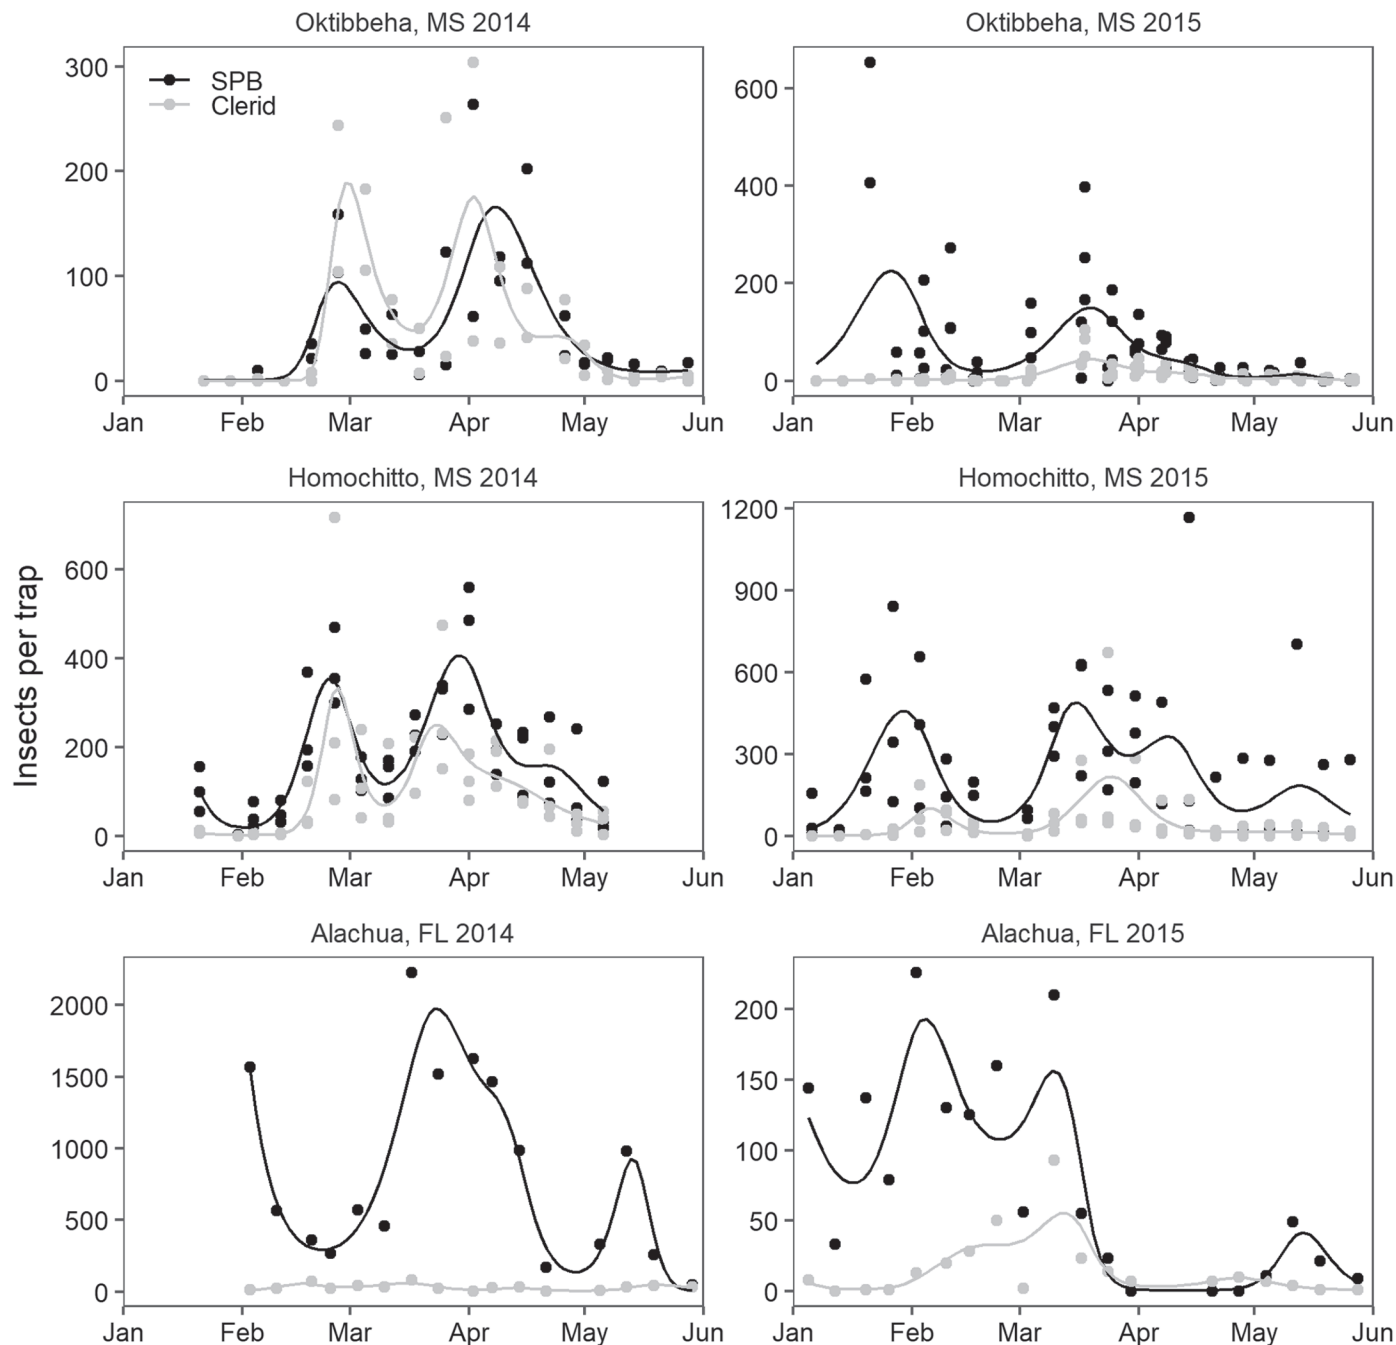 Oktibbeha, MS 2014
300
200
100
0
SPB
Clerid
Jan Feb Mar Apr May Jun
Oktibbeha, MS 2015
600
400
200
0
Jan Feb Mar Apr May Jun
Insects per trap
Homochitto, MS 2014
600
400
200
0
Jan Feb Mar Apr May Jun
Homochitto, MS 2015
1200
900
600
300
0
Jan Feb Mar Apr May Jun
Alachua, FL 2014
2000
1500
1000
500
0
Jan Feb Mar Apr May Jun
Alachua, FL 2015
200
150
100
50
0
Jan Feb Mar Apr May Jun